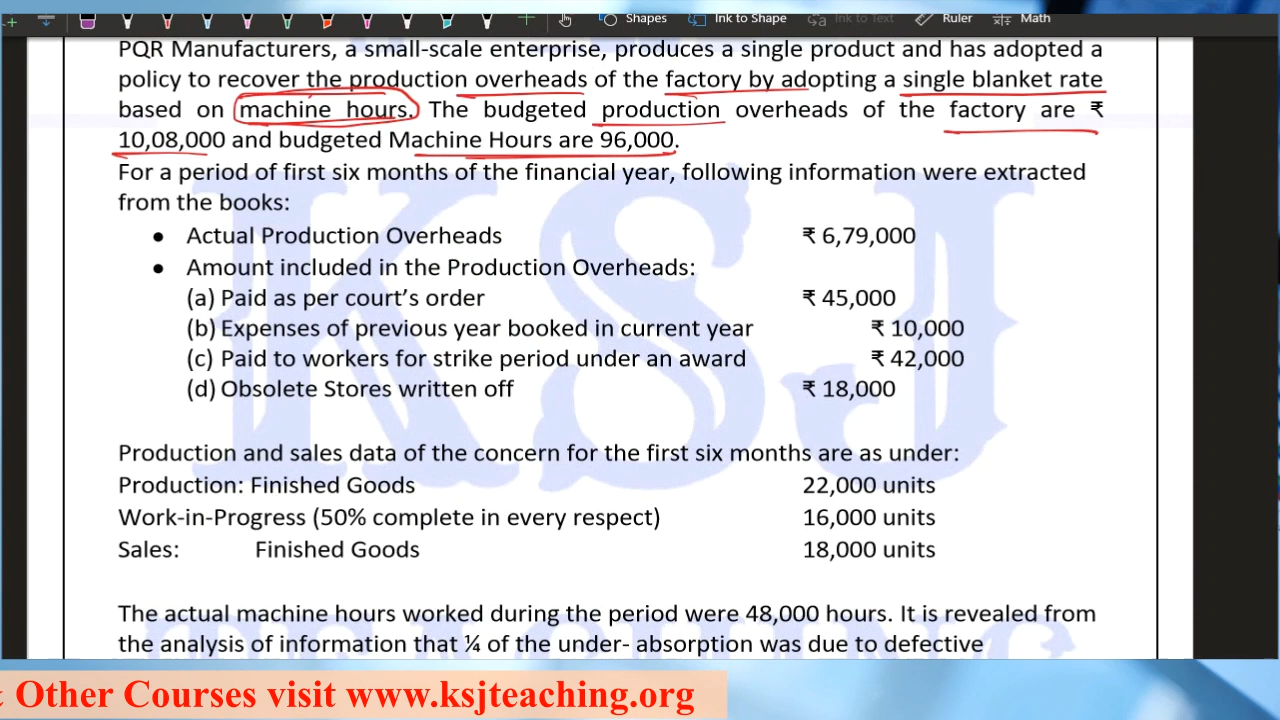 Shapes Ink to Shape Ink to Text Ruler Math
PQR Manufacturers, a small-scale enterprise, produces a single product and has adopted a
policy to recover the production overheads of the factory by adopting a single blanket rate
based on machine hours. The budgeted production overheads of the factory are ₹
10,08,000 and budgeted Machine Hours are 96,000.
For a period of first six months of the financial year, following information were extracted
from the books:
• Actual Production Overheads ₹ 6,79,000
• Amount included in the Production Overheads:
(a) Paid as per court’s order ₹ 45,000
(b) Expenses of previous year booked in current year ₹ 10,000
(c) Paid to workers for strike period under an award ₹ 42,000
(d) Obsolete Stores written off ₹ 18,000
Production and sales data of the concern for the first six months are as under:
Production: Finished Goods 22,000 units
Work-in-Progress (50% complete in every respect) 16,000 units
Sales: Finished Goods 18,000 units
The actual machine hours worked during the period were 48,000 hours. It is revealed from
the analysis of information that ¼ of the under- absorption was due to defective
KSJ
TEACHING
& Other Courses visit www.ksjteaching.org